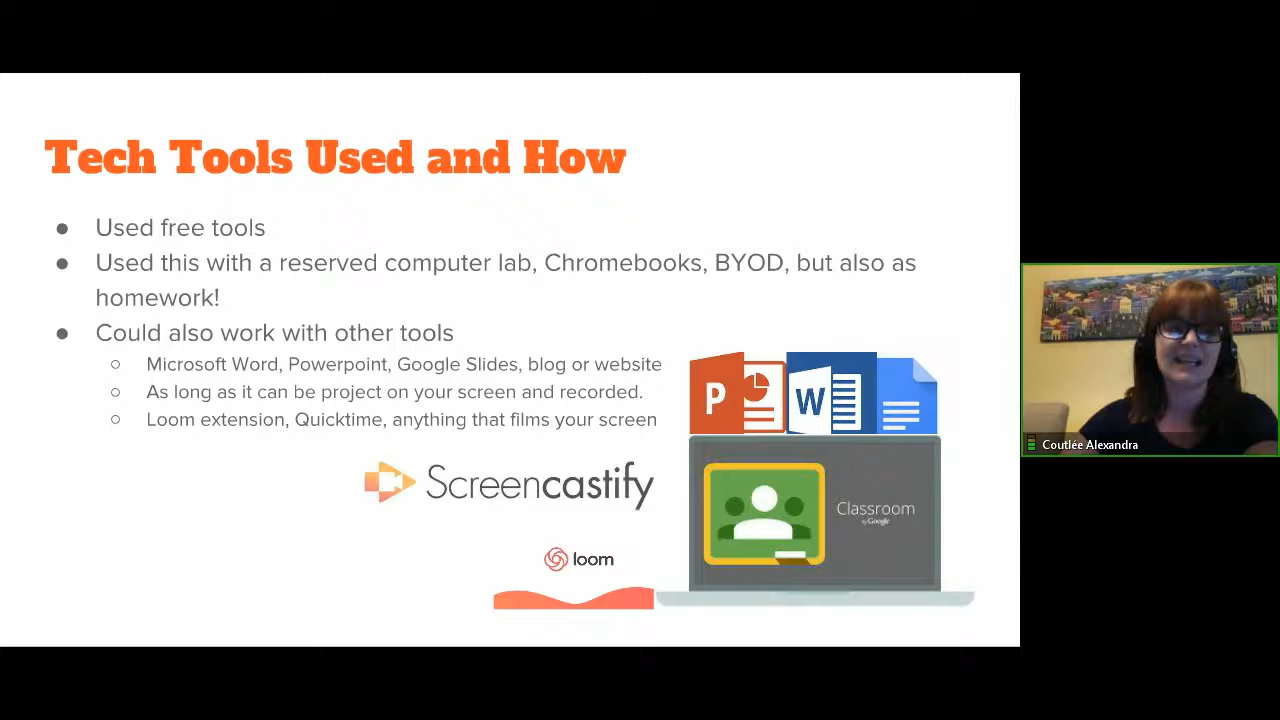 Tech Tools Used and How
● Used free tools
● Used this with a reserved computer lab, Chromebooks, BYOD, but also as
homework!
● Could also work with other tools
○ Microsoft Word, Powerpoint, Google Slides, blog or website
○ As long as it can be project on your screen and recorded.
○ Loom extension, Quicktime, anything that films your screen
P
W
Screencastify
Classroom
by Google
loom
Coutlée Alexandra